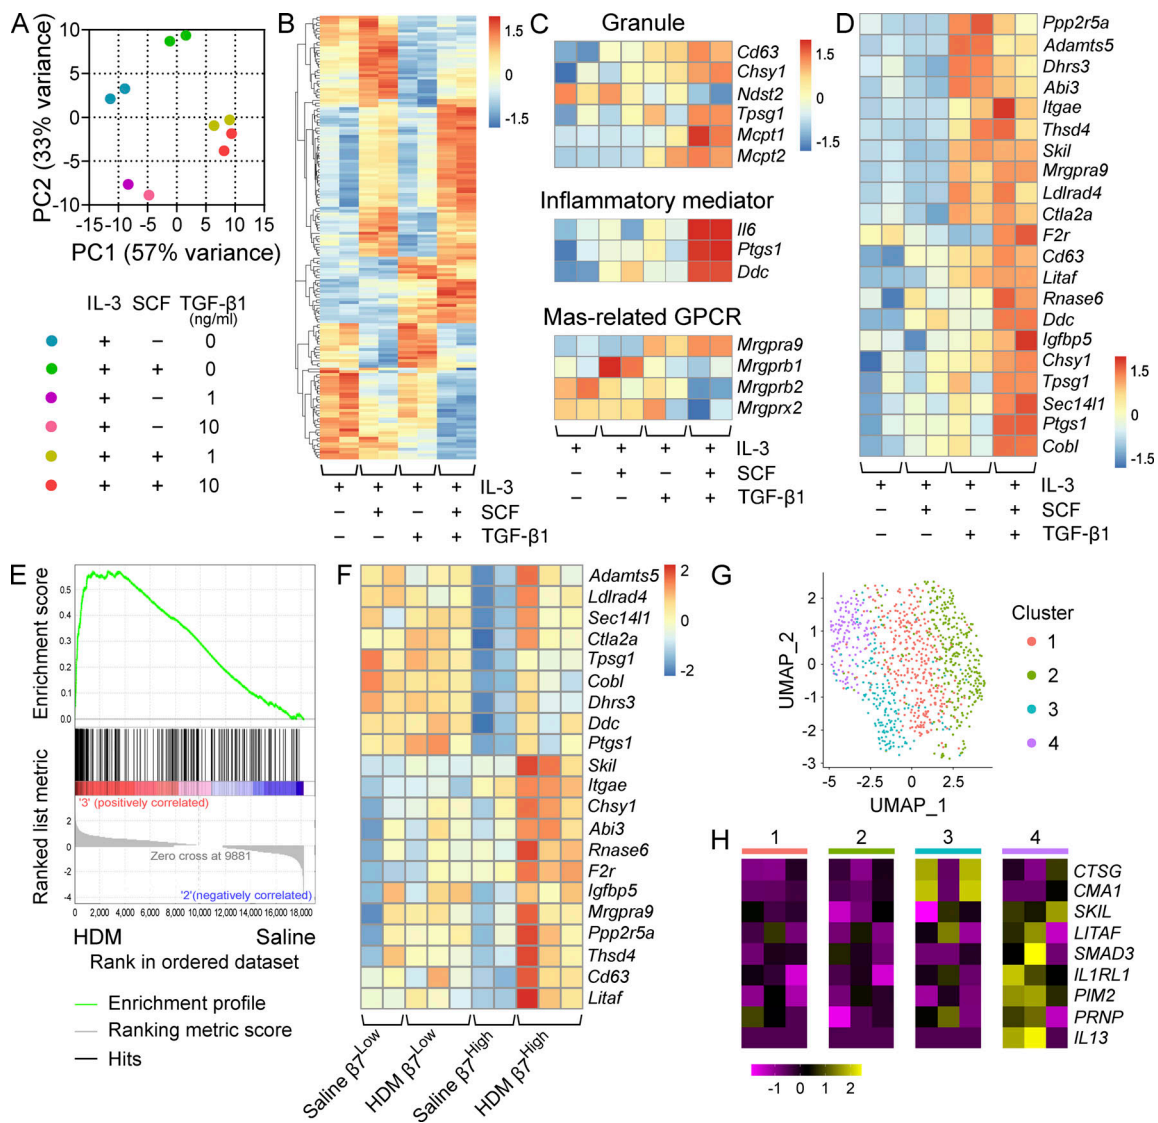 A
PC2 (33% variance)
10
5
0
-5
-10
-15 -10 -5 0 5 10 15
PC1 (57% variance)
IL-3 SCF TGF-β1
(ng/ml)
+ − 0
+ + 0
+ − 1
+ − 10
+ + 1
+ + 10
B
1.5
0
-1.5
+ + + + IL-3
− + − + SCF
− − + + TGF-β1
C
Granule
Cd63
Chsy1
Ndst2
Tpsg1
Mcpt1
Mcpt2
1.5
0
-1.5
Inflammatory mediator
Il6
Ptgs1
Ddc
Mas-related GPCR
Mrgpra9
Mrgprb1
Mrgprb2
Mrgprx2
+ + + + IL-3
− + − + SCF
− − + + TGF-β1
D
Ppp2r5a
Adamts5
Dhrs3
Abi3
Itgae
Thsd4
Skil
Mrgpra9
Ldlrad4
Ctla2a
F2r
Cd63
Litaf
Rnase6
Ddc
Igfbp5
Chsy1
Tpsg1
Sec14l1
Ptgs1
Cobl
1.5
0
-1.5
+ + + + IL-3
− + − + SCF
− − + + TGF-β1
E
Enrichment score
0.5
0.4
0.3
0.2
0.1
0.0
'3' (positively correlated)
Ranked list metric
2
0
-2
-4
Zero cross at 9881
'2'(negatively correlated)
0 2,000 4,000 6,000 8,000 10,000 12,000 14,000 16,000 18,000
HDM Saline
Rank in ordered dataset
Enrichment profile
Ranking metric score
Hits
F
Adamts5
Ldlrad4
Sec14l1
Ctla2a
Tpsg1
Cobl
Dhrs3
Ddc
Ptgs1
Skil
Itgae
Chsy1
Abi3
Rnase6
F2r
Igfbp5
Mrgpra9
Ppp2r5a
Thsd4
Cd63
Litaf
2
0
-2
Saline β7Low
HDM β7Low
Saline β7High
HDM β7High
G
UMAP_2
2
1
0
-1
-2
-3
-5 -2.5 0 2.5
UMAP_1
Cluster
1
2
3
4
H
1 2 3 4
CTSG
CMA1
SKIL
LITAF
SMAD3
IL1RL1
PIM2
PRNP
IL13
-1 0 1 2